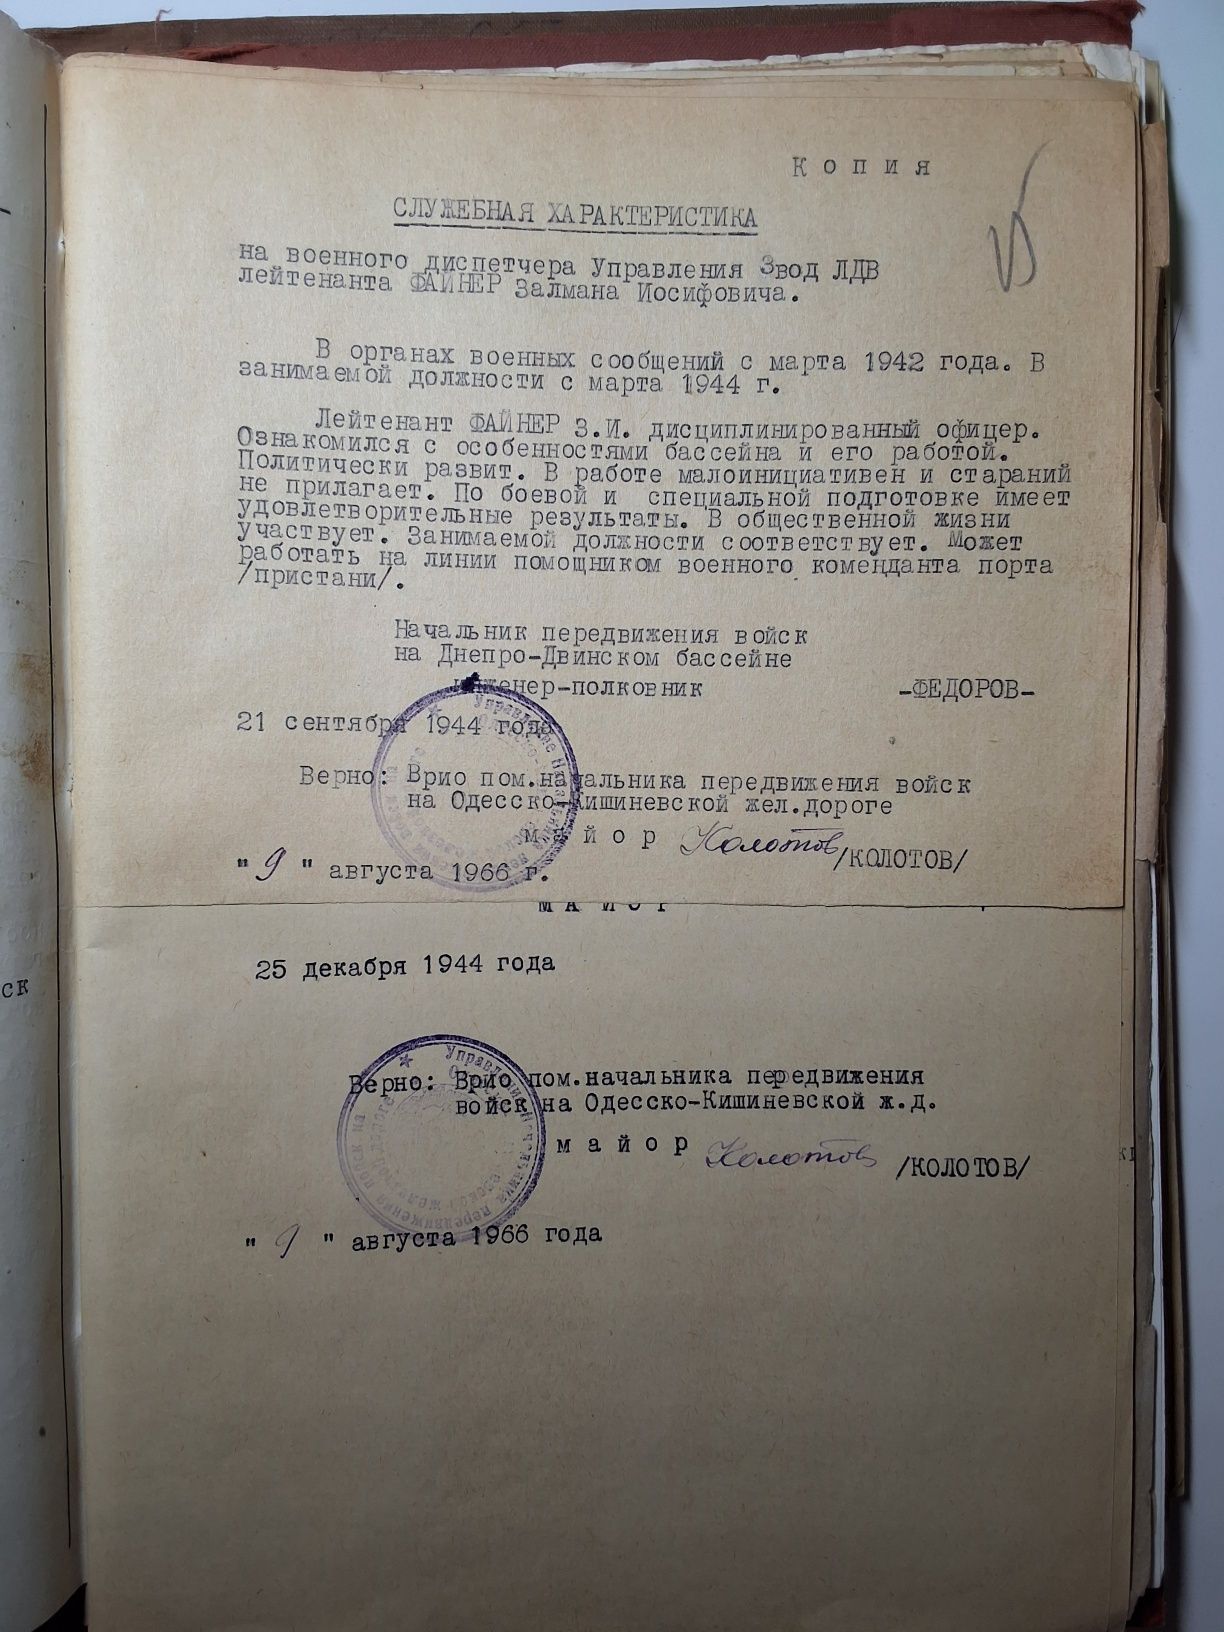 Копия
СЛУЖЕБНАЯ ХАРАКТЕРИСТИКА
на военного диспетчера Управления Звод ЛДВ
лейтенанта ФАЙНЕР Залмана Иосифовича.
В органах военных сообщений с марта 1942 года. В
занимаемой должности с марта 1944 г.
Лейтенант ФАЙНЕР З.И. дисциплинированный офицер.
Ознакомился с особенностями бассейна и его работой.
Политически развит. В работе малоинициативен и стараний
не прилагает. По боевой и специальной подготовке имеет
удовлетворительные результаты. В общественной жизни
участвует. Занимаемой должности соответствует. Может
работать на линии помощником военного коменданта порта
/пристани/.
Начальник передвижения войск
на Днепро-Двинском бассейне
инженер-полковник -ФЕДОРОВ-
21 сентября 1944 года
Верно: Врио пом.начальника передвижения войск
на Одесско-Кишиневской жел.дороге
майор Колотов /КОЛОТОВ/
" 9 " августа 1966 г.
майор
25 декабря 1944 года
Верно: Врио пом.начальника передвижения
войск на Одесско-Кишиневской ж.д.
майор Колотов /КОЛОТОВ/
" 9 " августа 1966 года
ск